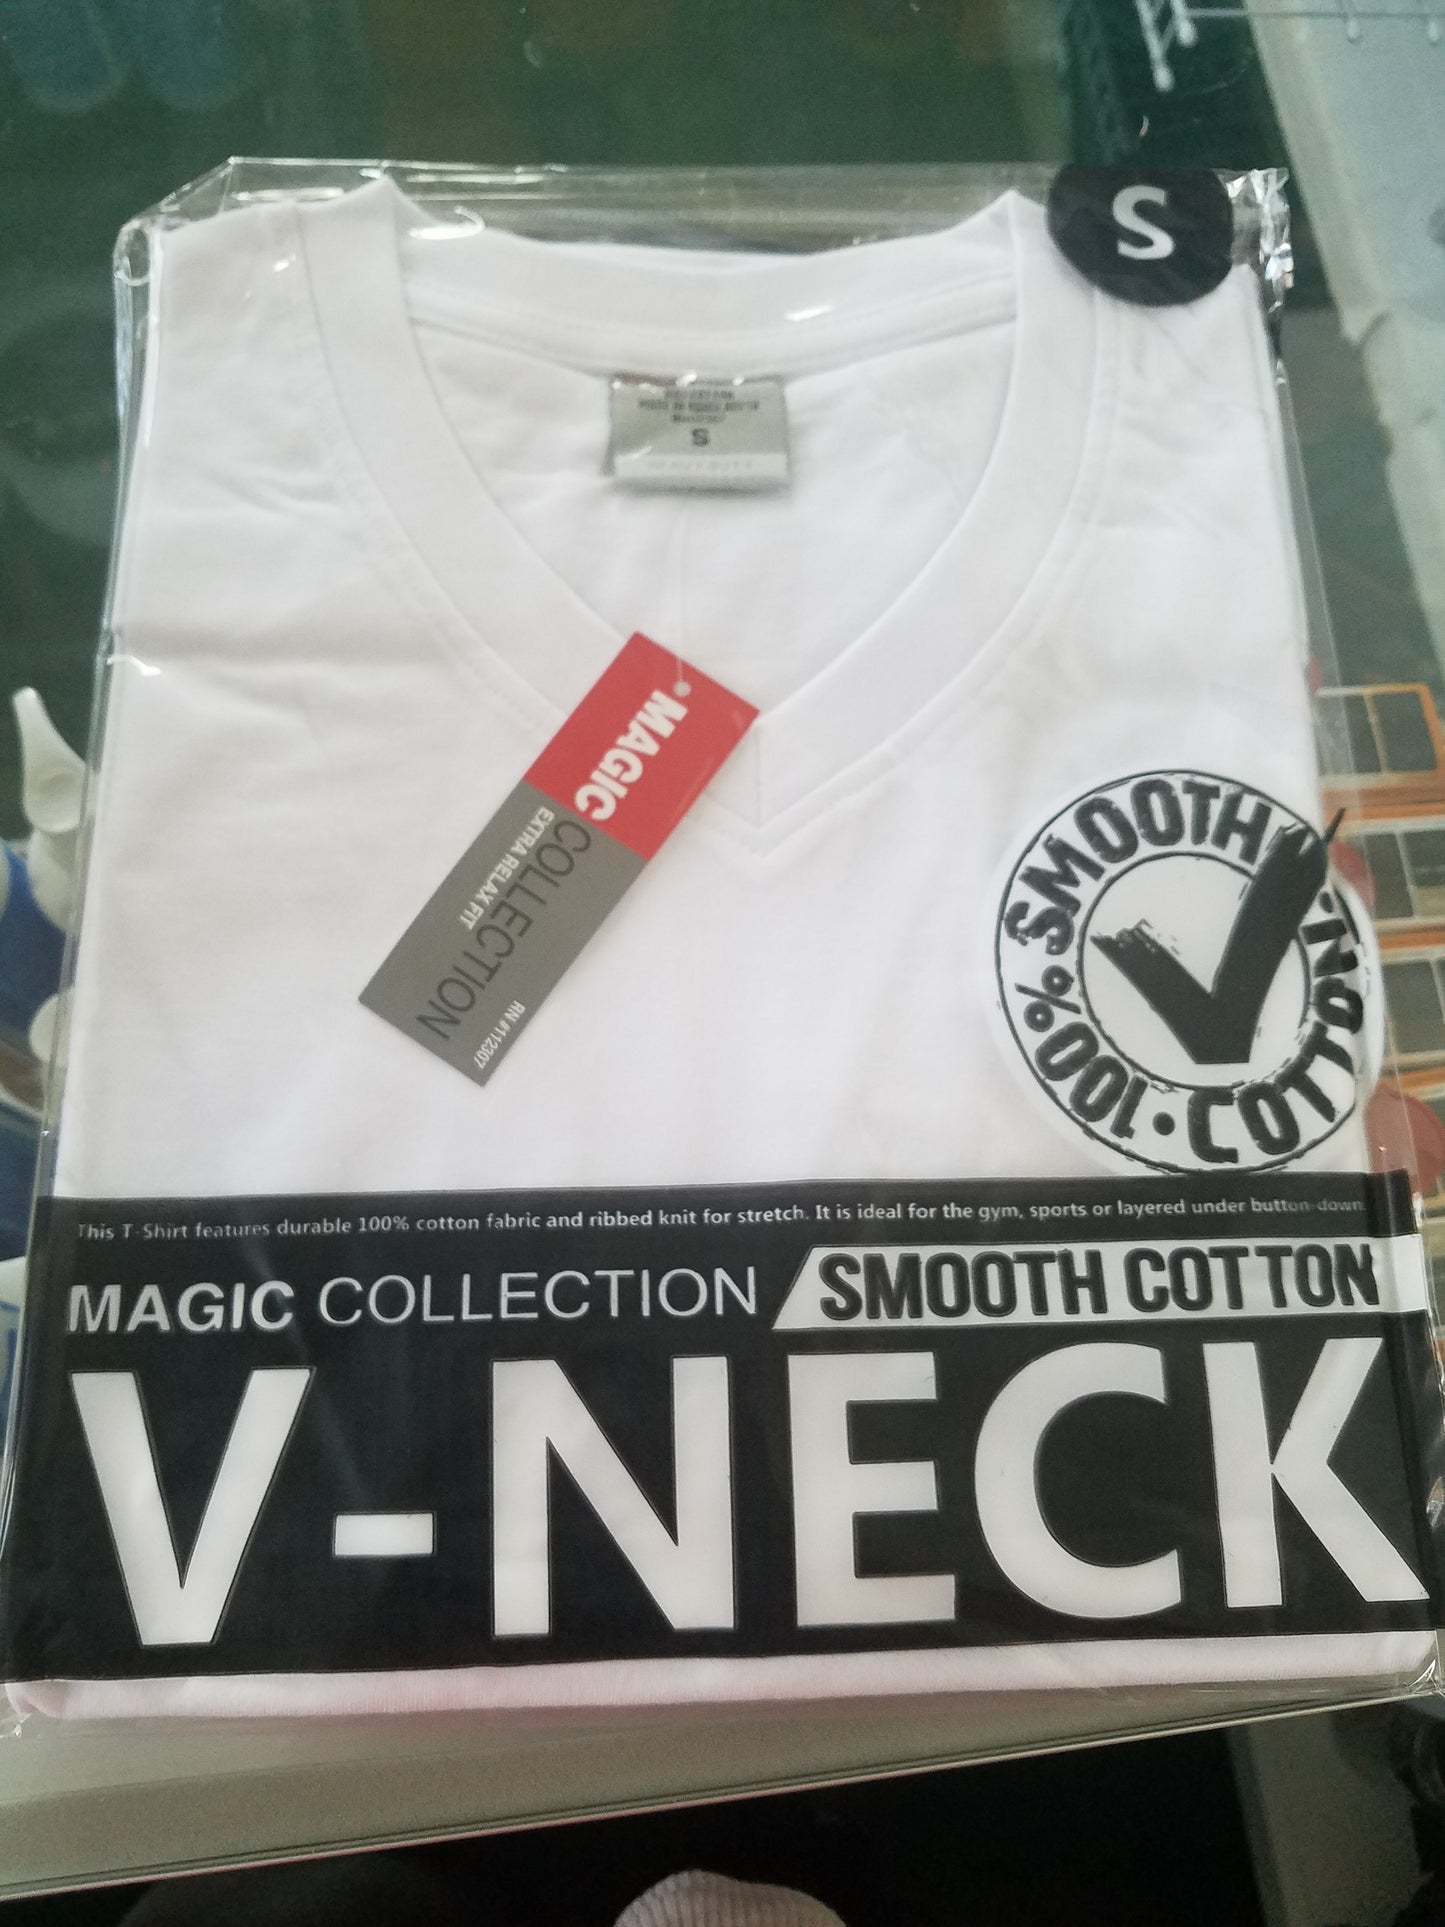 S
S
MAGIC
COLLECTION
EXTRA RELAX FIT
RN #112307
100% SMOOTH COTTON
This T-Shirt features durable 100% cotton fabric and ribbed knit for stretch. It is ideal for the gym, sports or layered under button-down.
MAGIC COLLECTION SMOOTH COTTON
V-NECK